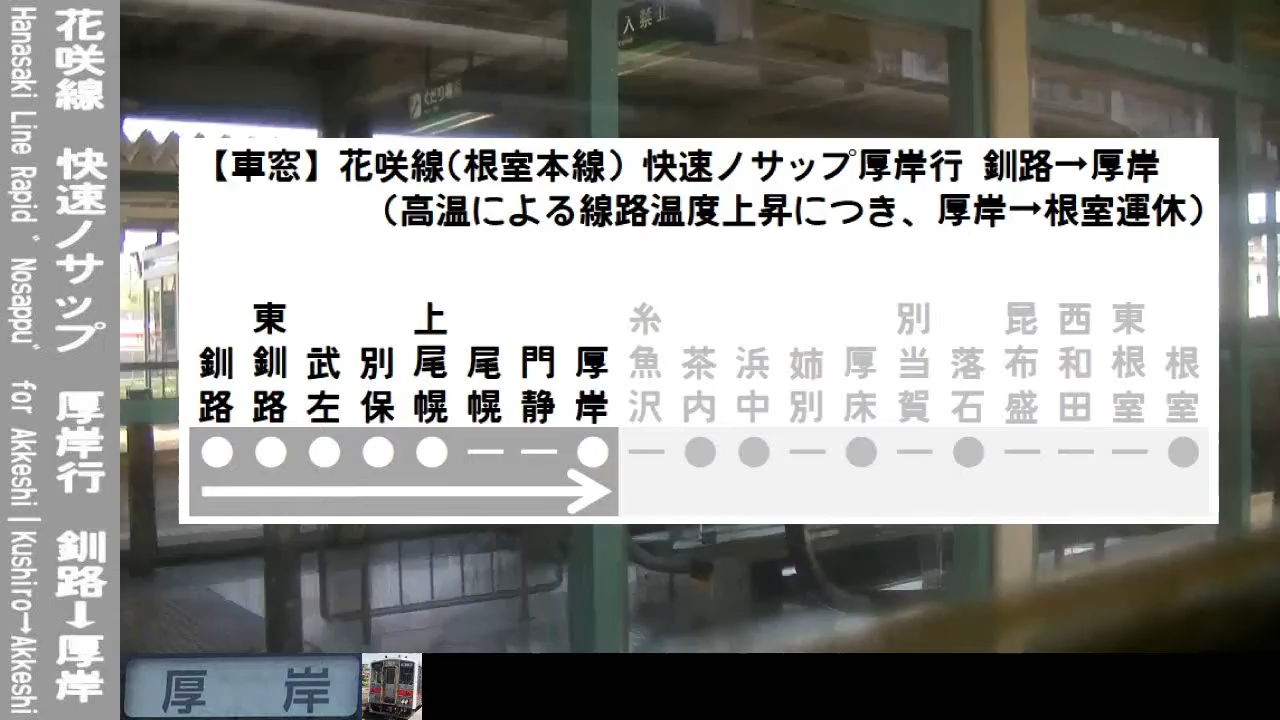 花咲線 快速ノサップ 厚岸行 釧路→厚岸
Hanasaki Line Rapid "Nosappu" for Akkeshi | Kushiro→Akkeshi
入禁止
【車窓】花咲線(根室本線) 快速ノサップ厚岸行 釧路→厚岸
(高温による線路温度上昇につき、厚岸→根室運休)
釧路
東釧路
武佐
別保
上尾幌
尾幌
門静
厚岸
糸魚沢
茶内
浜中
姉別
厚床
別当賀
落石
昆布盛
西和田
東根室
根室
厚岸